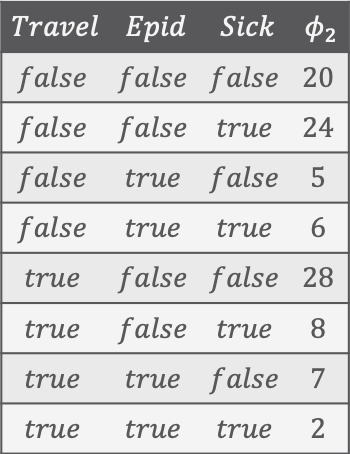 Travel Epid Sick ϕ₂
false false false 20
false false true 24
false true false 5
false true true 6
true false false 28
true false true 8
true true false 7
true true true 2